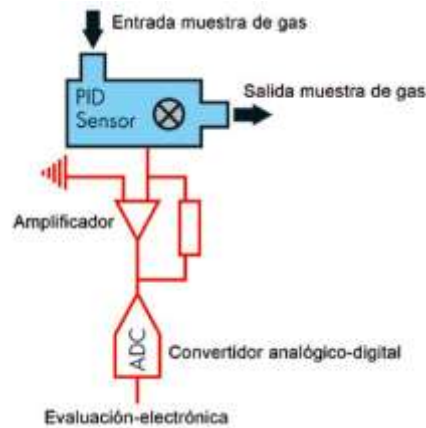 Entrada muestra de gas
PID
Sensor
Salida muestra de gas
Amplificador
ADC
Convertidor analógico-digital
Evaluación-electrónica